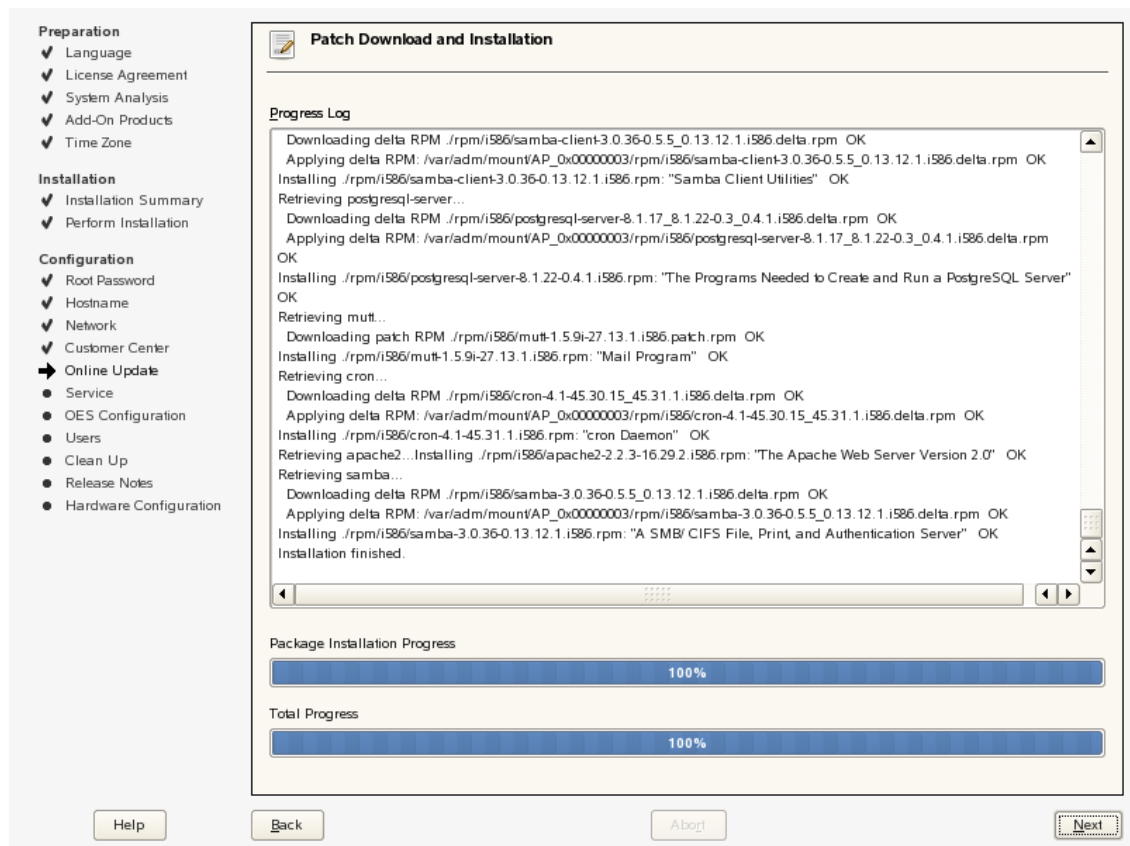 Preparation
Language
License Agreement
System Analysis
Add-On Products
Time Zone
Installation
Installation Summary
Perform Installation
Configuration
Root Password
Hostname
Network
Customer Center
Online Update
Service
OES Configuration
Users
Clean Up
Release Notes
Hardware Configuration
Patch Download and Installation
Progress Log
Downloading delta RPM ./rpm/i586/samba-client-3.0.36-0.5.5_0.13.12.1.i586.delta.rpm OK
Applying delta RPM: /var/adm/mount/AP_0x00000003/rpm/i586/samba-client-3.0.36-0.5.5_0.13.12.1.i586.delta.rpm OK
Installing ./rpm/i586/samba-client-3.0.36-0.13.12.1.i586.rpm: "Samba Client Utilities" OK
Retrieving postgresql-server...
Downloading delta RPM ./rpm/i586/postgresql-server-8.1.17_8.1.22-0.3_0.4.1.i586.delta.rpm OK
Applying delta RPM: /var/adm/mount/AP_0x00000003/rpm/i586/postgresql-server-8.1.17_8.1.22-0.3_0.4.1.i586.delta.rpm
OK
Installing ./rpm/i586/postgresql-server-8.1.22-0.4.1.i586.rpm: "The Programs Needed to Create and Run a PostgreSQL Server"
OK
Retrieving mutt...
Downloading patch RPM ./rpm/i586/mutt-1.5.9i-27.13.1.i586.patch.rpm OK
Installing ./rpm/i586/mutt-1.5.9i-27.13.1.i586.rpm: "Mail Program" OK
Retrieving cron...
Downloading delta RPM ./rpm/i586/cron-4.1-45.30.15_45.31.1.i586.delta.rpm OK
Applying delta RPM: /var/adm/mount/AP_0x00000003/rpm/i586/cron-4.1-45.30.15_45.31.1.i586.delta.rpm OK
Installing ./rpm/i586/cron-4.1-45.31.1.i586.rpm: "cron Daemon" OK
Retrieving apache2...Installing ./rpm/i586/apache2-2.2.3-16.29.2.i586.rpm: "The Apache Web Server Version 2.0" OK
Retrieving samba...
Downloading delta RPM ./rpm/i586/samba-3.0.36-0.5.5_0.13.12.1.i586.delta.rpm OK
Applying delta RPM: /var/adm/mount/AP_0x00000003/rpm/i586/samba-3.0.36-0.5.5_0.13.12.1.i586.delta.rpm OK
Installing ./rpm/i586/samba-3.0.36-0.13.12.1.i586.rpm: "A SMB/ CIFS File, Print, and Authentication Server" OK
Installation finished.
Package Installation Progress
100%
Total Progress
100%
Help
Back
Abort
Next